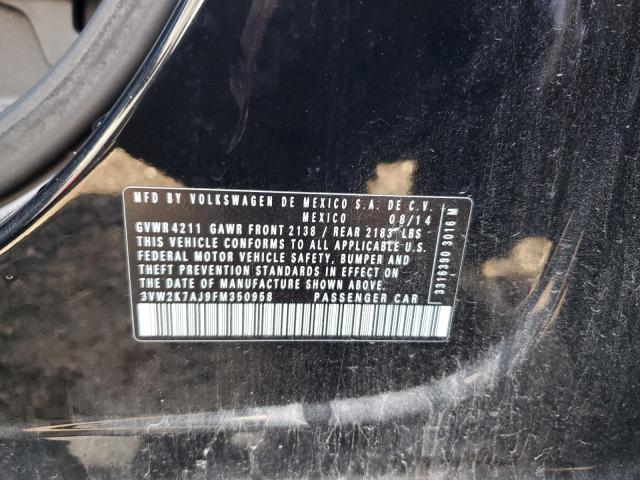 MFD BY VOLKSWAGEN DE MEXICO S.A. DE C.V.
MEXICO 08/14
GVWR 4211 GAWR FRONT 2138 / REAR 2183 LBS
THIS VEHICLE CONFORMS TO ALL APPLICABLE U.S.
FEDERAL MOTOR VEHICLE SAFETY, BUMPER AND
THEFT PREVENTION STANDARDS IN EFFECT ON
THE DATE OF MANUFACTURE SHOWN ABOVE.
3VW2K7AJ9FM350958 PASSENGER CAR
3318390 3016 M